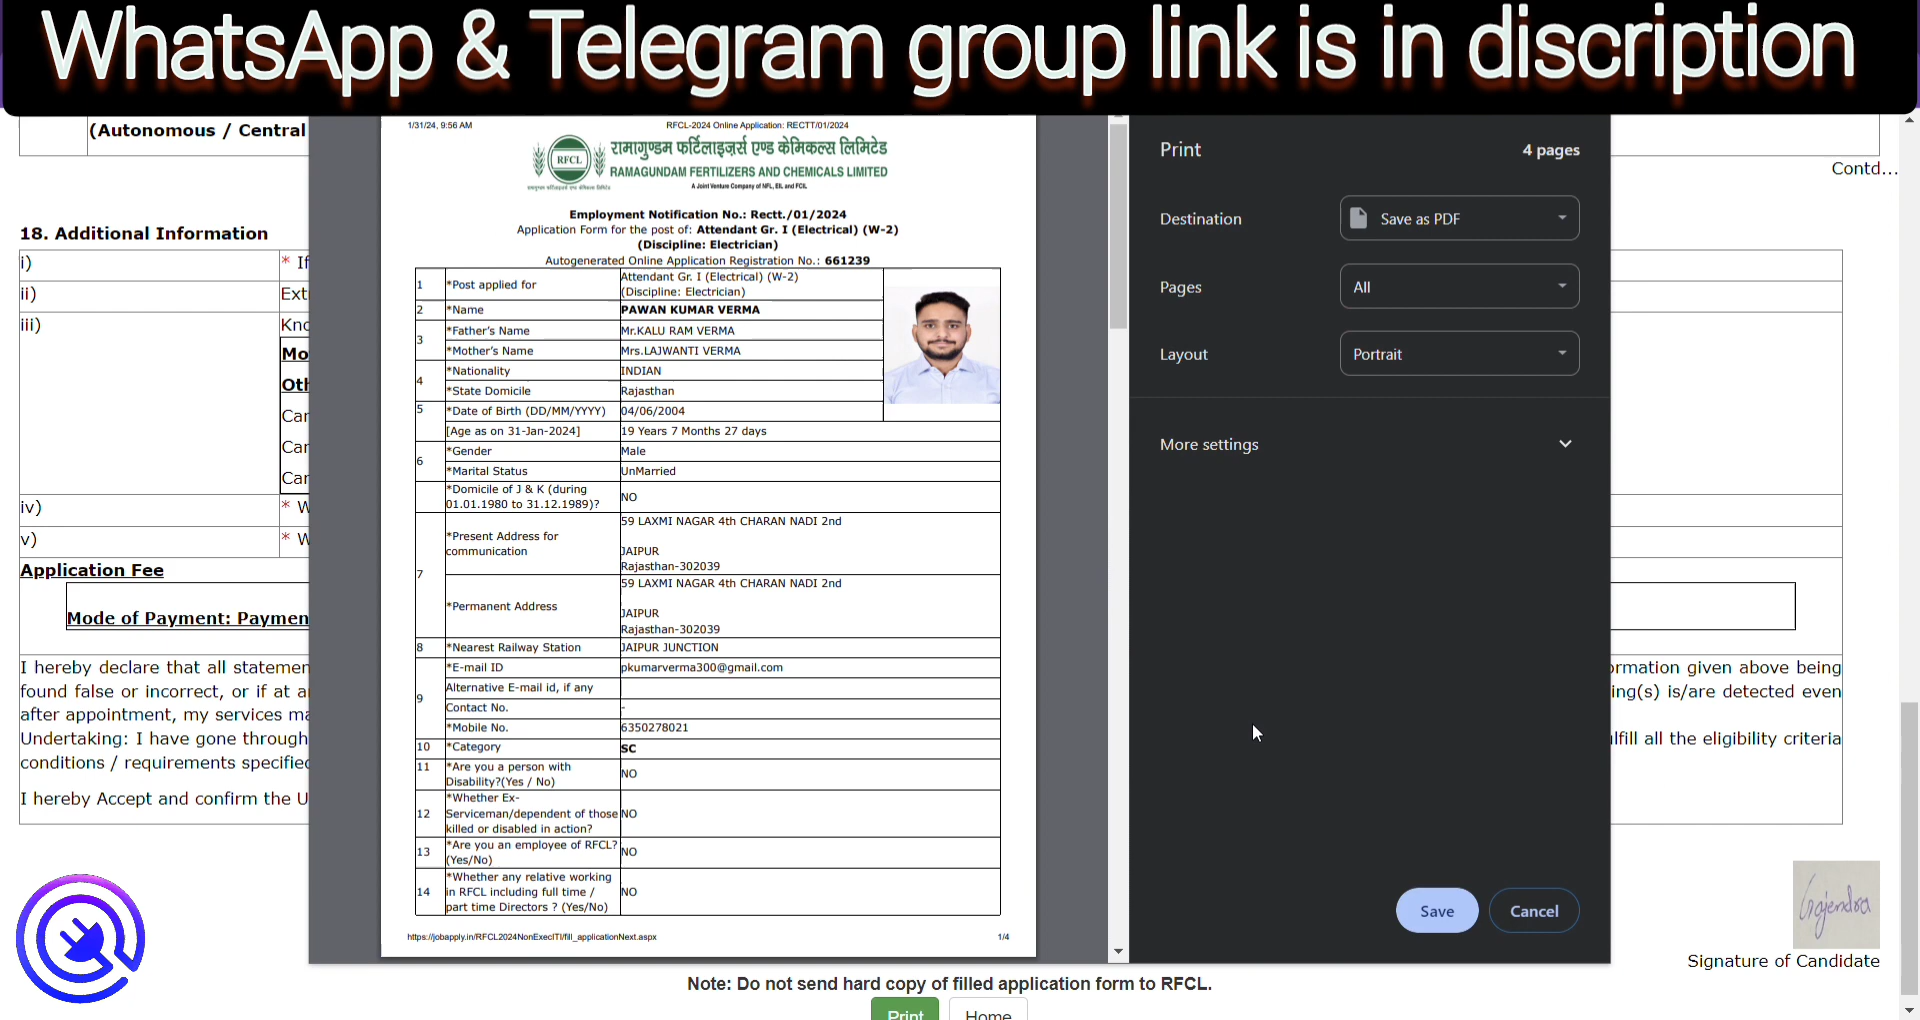 WhatsApp & Telegram group link is in discription
(Autonomous / Central
Contd...
18. Additional Information
i)
* If
ii)
Ext
iii)
Kno
Mo
Oth
Car
Car
Car
iv)
* W
v)
* W
Application Fee
Mode of Payment: Paymen
I hereby declare that all statemen
found false or incorrect, or if at a
after appointment, my services ma
Undertaking: I have gone through
conditions / requirements specified
I hereby Accept and confirm the U
1/31/24, 9:56 AM
RFCL-2024 Online Application: RECTT/01/2024
RFCL
रामागुण्डम फर्टिलाइज़र्स एण्ड केमिकल्स लिमिटेड
RAMAGUNDAM FERTILIZERS AND CHEMICALS LIMITED
A Joint Venture Company of NFL, EIL and FCIL
Employment Notification No.: Rectt./01/2024
Application Form for the post of: Attendant Gr. I (Electrical) (W-2)
(Discipline: Electrician)
Autogenerated Online Application Registration No.: 661239
1 *Post applied for Attendant Gr. I (Electrical) (W-2)
(Discipline: Electrician)
2 *Name PAWAN KUMAR VERMA
3 *Father's Name Mr.KALU RAM VERMA
*Mother's Name Mrs.LAJWANTI VERMA
4 *Nationality INDIAN
*State Domicile Rajasthan
5 *Date of Birth (DD/MM/YYYY) 04/06/2004
[Age as on 31-Jan-2024] 19 Years 7 Months 27 days
6 *Gender Male
*Marital Status UnMarried
*Domicile of J & K (during
01.01.1980 to 31.12.1989)? NO
7 *Present Address for
communication
59 LAXMI NAGAR 4th CHARAN NADI 2nd
JAIPUR
Rajasthan-302039
*Permanent Address
59 LAXMI NAGAR 4th CHARAN NADI 2nd
JAIPUR
Rajasthan-302039
8 *Nearest Railway Station JAIPUR JUNCTION
9 *E-mail ID pkumarverma300@gmail.com
Alternative E-mail id, if any
Contact No. -
*Mobile No. 6350278021
10 *Category SC
11 *Are you a person with
Disability?(Yes / No) NO
12 *Whether Ex-
Serviceman/dependent of those NO
killed or disabled in action?
13 *Are you an employee of RFCL?
(Yes/No) NO
14 *Whether any relative working
in RFCL including full time / NO
part time Directors ? (Yes/No)
https://jobapply.in/RFCL2024NonExecITI/fill_applicationNext.aspx
1/4
Print
4 pages
Destination
Save as PDF
Pages
All
Layout
Portrait
More settings
Save
Cancel
ormation given above being
ing(s) is/are detected even
lfill all the eligibility criteria
Gajendra
Signature of Candidate
Note: Do not send hard copy of filled application form to RFCL.
Print
Home